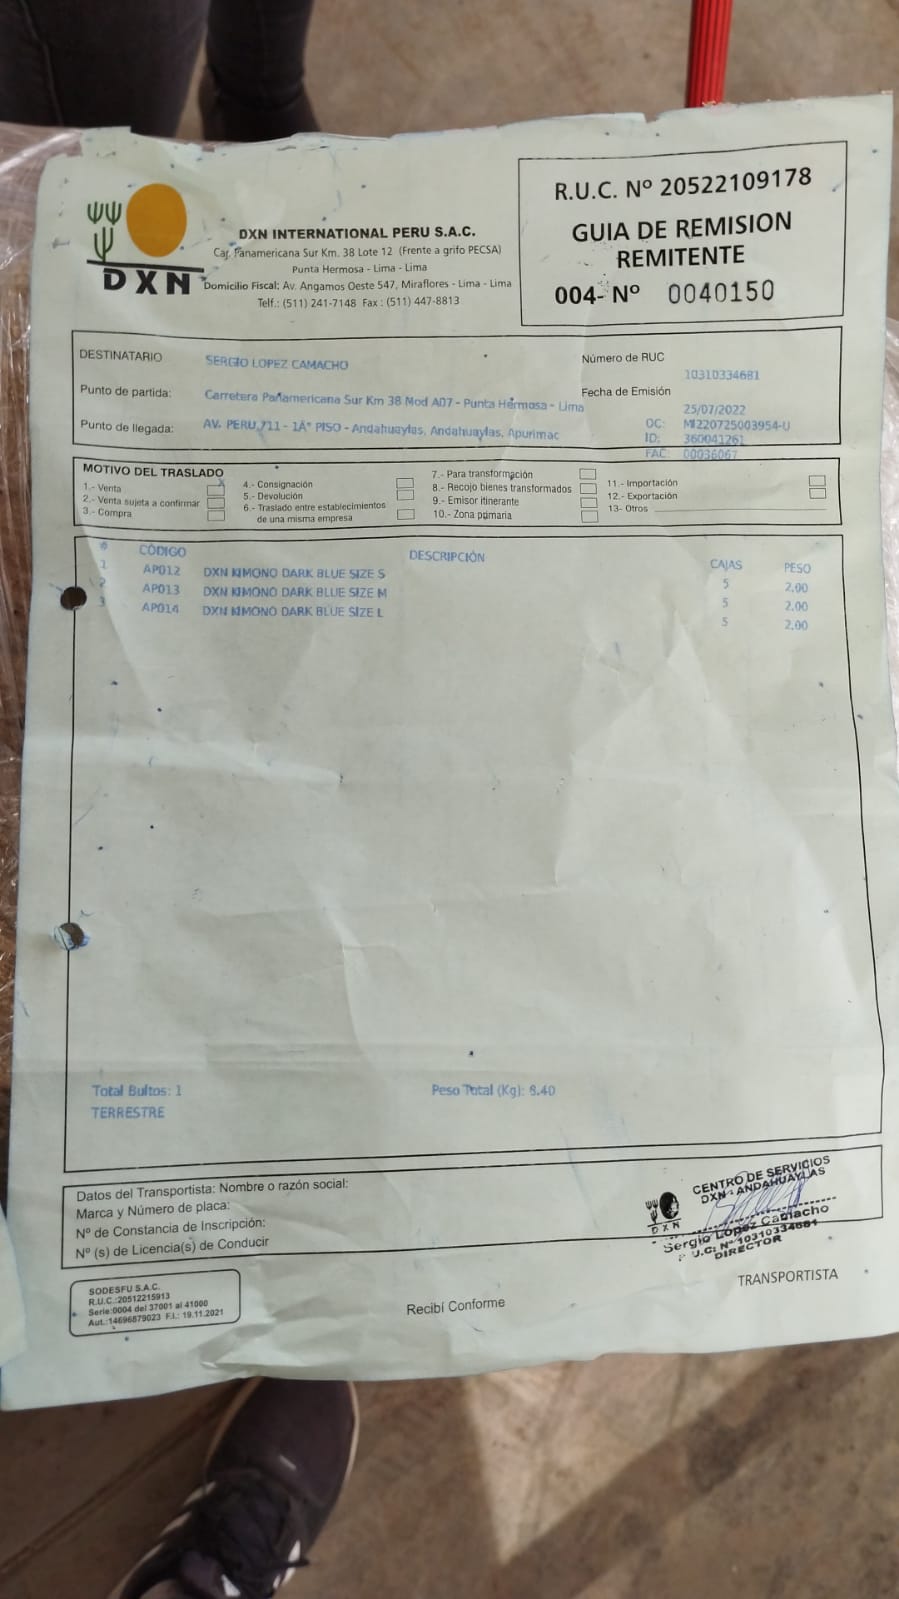 DXN
DXN INTERNATIONAL PERU S.A.C.
Car. Panamericana Sur Km. 38 Lote 12 (Frente a grifo PECSA)
Punta Hermosa - Lima - Lima
Domicilio Fiscal: Av. Angamos Oeste 547, Miraflores - Lima - Lima
Telf.: (511) 241-7148 Fax : (511) 447-8813
R.U.C. Nº 20522109178
GUIA DE REMISION
REMITENTE
004- Nº 0040150
DESTINATARIO SERGIO LOPEZ CAMACHO
Número de RUC 10310334681
Punto de partida: Carretera Panamericana Sur Km 38 Mod A07 - Punta Hermosa - Lima
Fecha de Emisión 25/07/2022
Punto de llegada: AV. PERU 711 - 1Aº PISO - Andahuaylas, Andahuaylas, Apurimac
OC: MI220725003954-U
ID: 360041261
FAC: 00036067
MOTIVO DEL TRASLADO
1.- Venta X
2.- Venta sujeta a confirmar
3.- Compra
4.- Consignación
5.- Devolución
6.- Traslado entre establecimientos
de una misma empresa
7.- Para transformación
8.- Recojo bienes transformados
9.- Emisor itinerante
10.- Zona primaria
11.- Importación
12.- Exportación
13- Otros
# CÓDIGO DESCRIPCIÓN CAJAS PESO
1 AP012 DXN KIMONO DARK BLUE SIZE S 5 2.00
2 AP013 DXN KIMONO DARK BLUE SIZE M 5 2.00
3 AP014 DXN KIMONO DARK BLUE SIZE L 5 2.00
Total Bultos: 1 Peso Total (Kg): 6.40
TERRESTRE
Datos del Transportista: Nombre o razón social:
Marca y Número de placa:
Nº de Constancia de Inscripción:
Nº (s) de Licencia(s) de Conducir
DXN
CENTRO DE SERVICIOS
DXN - ANDAHUAYLAS
Sergio Lopez Camacho
R.U.C: Nº 10310334681
DIRECTOR
SODESFU S.A.C.
R.U.C.:20512215913
Serie:0004 del 37001 al 41000
Aut.:14696879023 F.I.: 19.11.2021
Recibí Conforme
TRANSPORTISTA